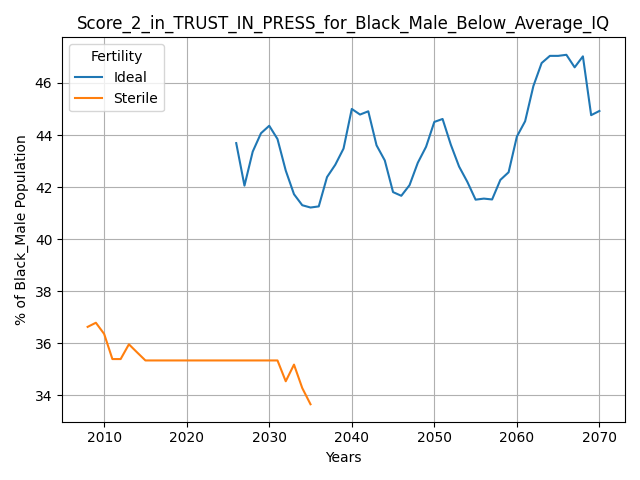 Score_2_in_TRUST_IN_PRESS_for_Black_Male_Below_Average_IQ
Fertility
Ideal
Sterile
% of Black_Male Population
46
44
42
40
38
36
34
2010
2020
2030
2040
2050
2060
2070
Years